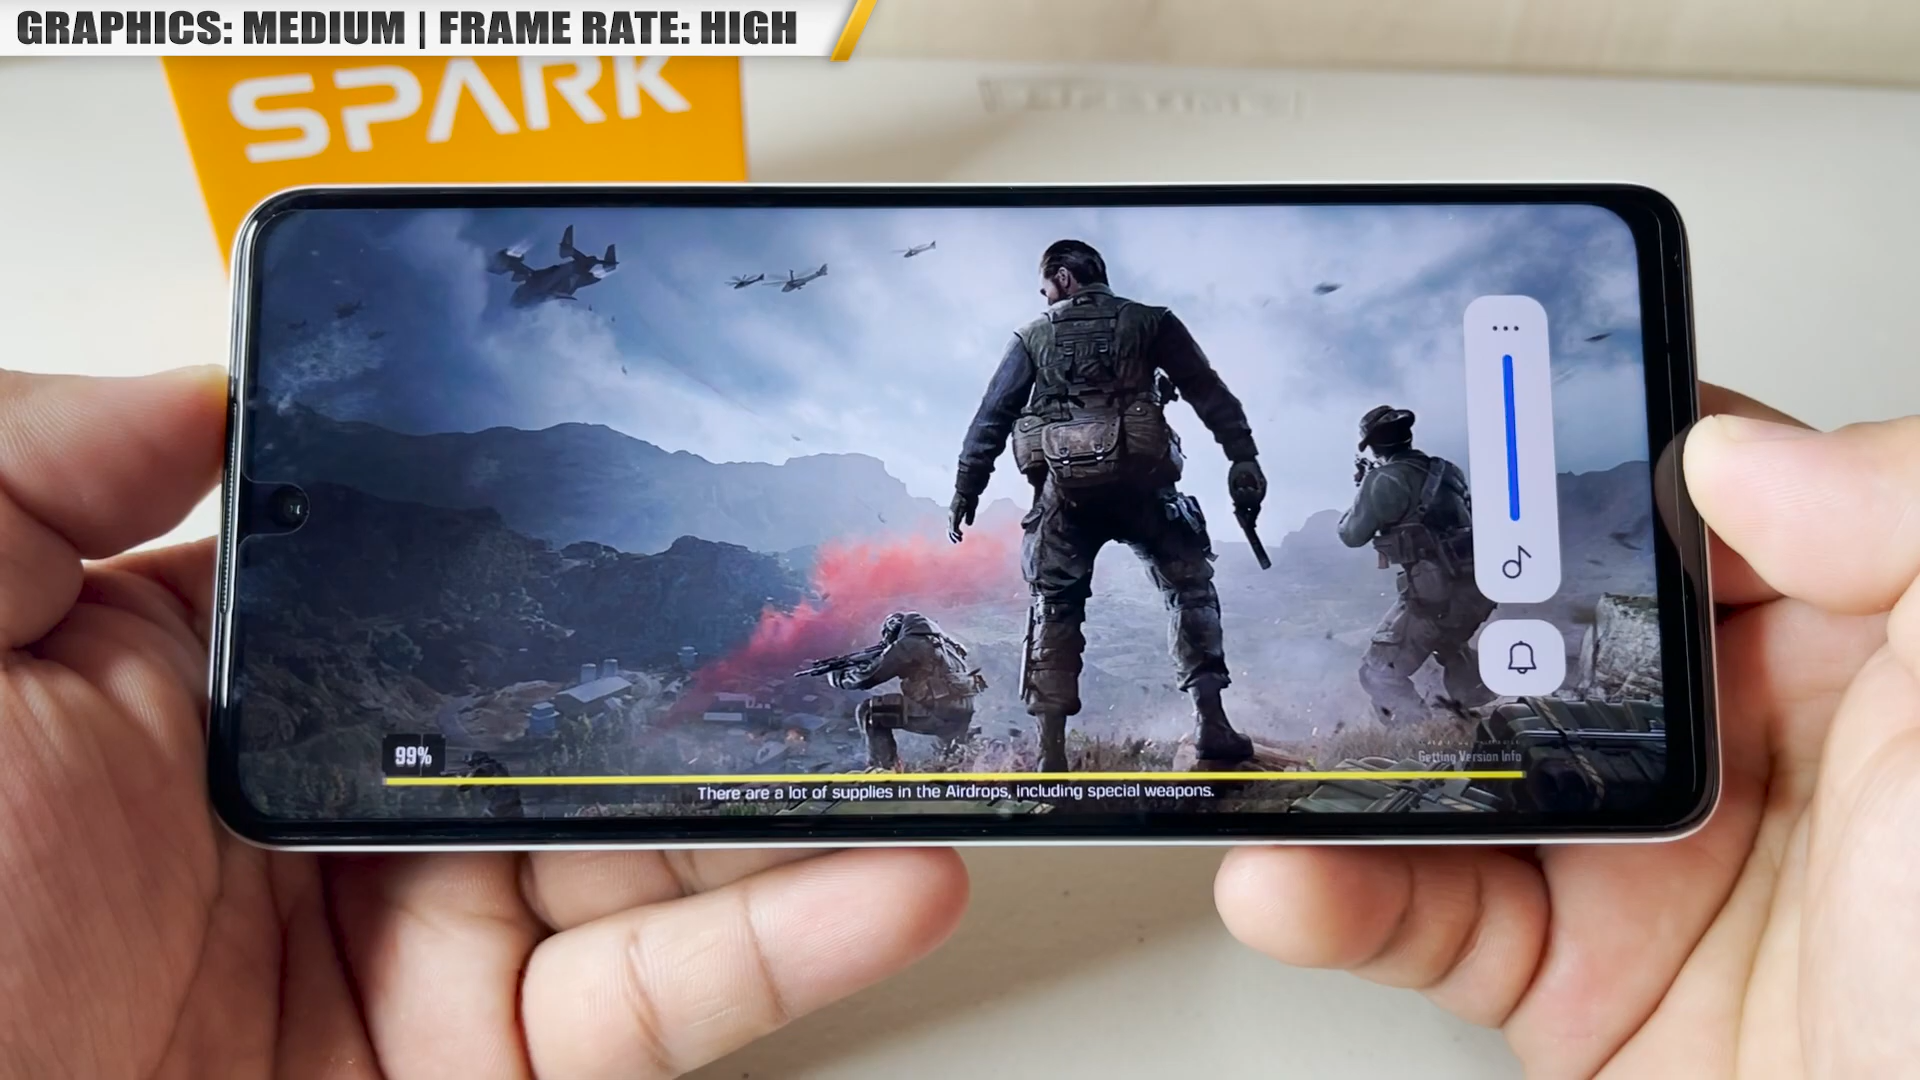 GRAPHICS: MEDIUM | FRAME RATE: HIGH
SPARK
99%
Getting Version Info
There are a lot of supplies in the Airdrops, including special weapons.